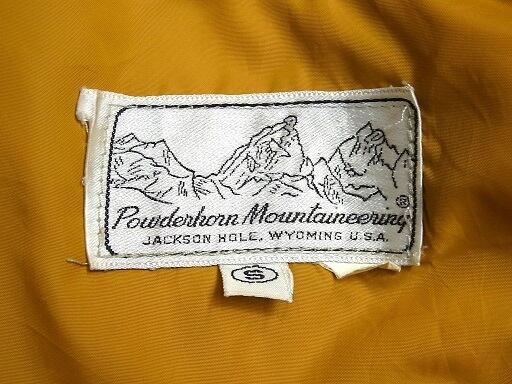 ®
Powderhorn Mountaineering
JACKSON HOLE, WYOMING U.S.A.
S